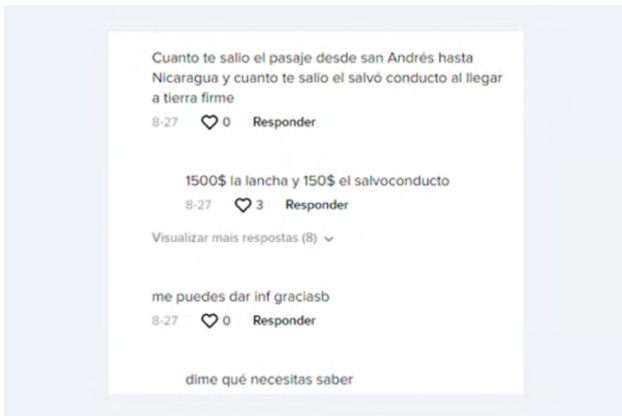 Cuanto te salio el pasaje desde san Andrés hasta
Nicaragua y cuanto te salio el salvó conducto al llegar
a tierra firme
8-27 0 Responder
1500$ la lancha y 150$ el salvoconducto
8-27 3 Responder
Visualizar mais respostas (8)
me puedes dar inf graciasb
8-27 0 Responder
dime qué necesitas saber